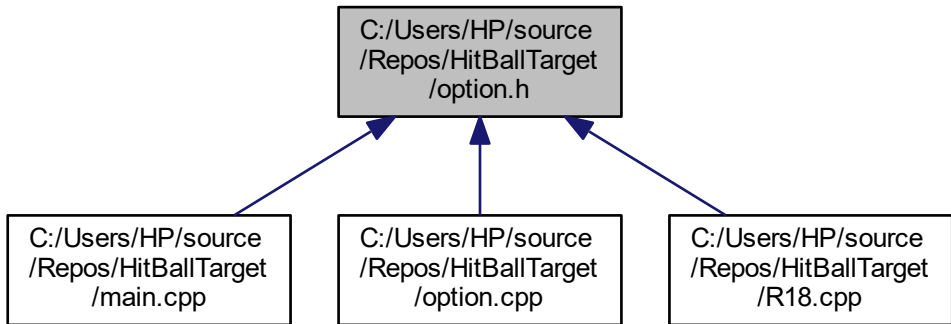 C:/Users/HP/source
/Repos/HitBallTarget
/option.h
C:/Users/HP/source
/Repos/HitBallTarget
/main.cpp
C:/Users/HP/source
/Repos/HitBallTarget
/option.cpp
C:/Users/HP/source
/Repos/HitBallTarget
/R18.cpp